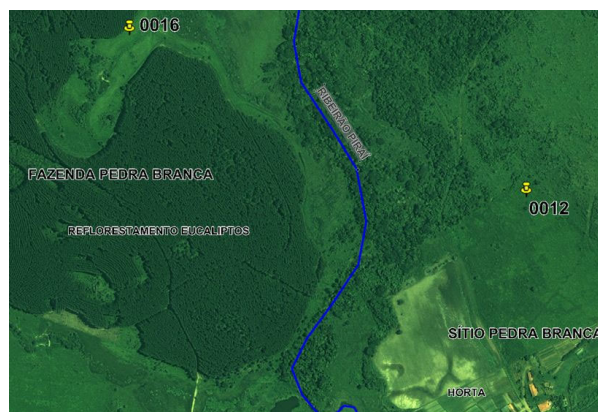 0016
RIBEIRÃO PIRAÍ
FAZENDA PEDRA BRANCA
0012
REFLORESTAMENTO EUCALIPTOS
SÍTIO PEDRA BRANCA
HORTA